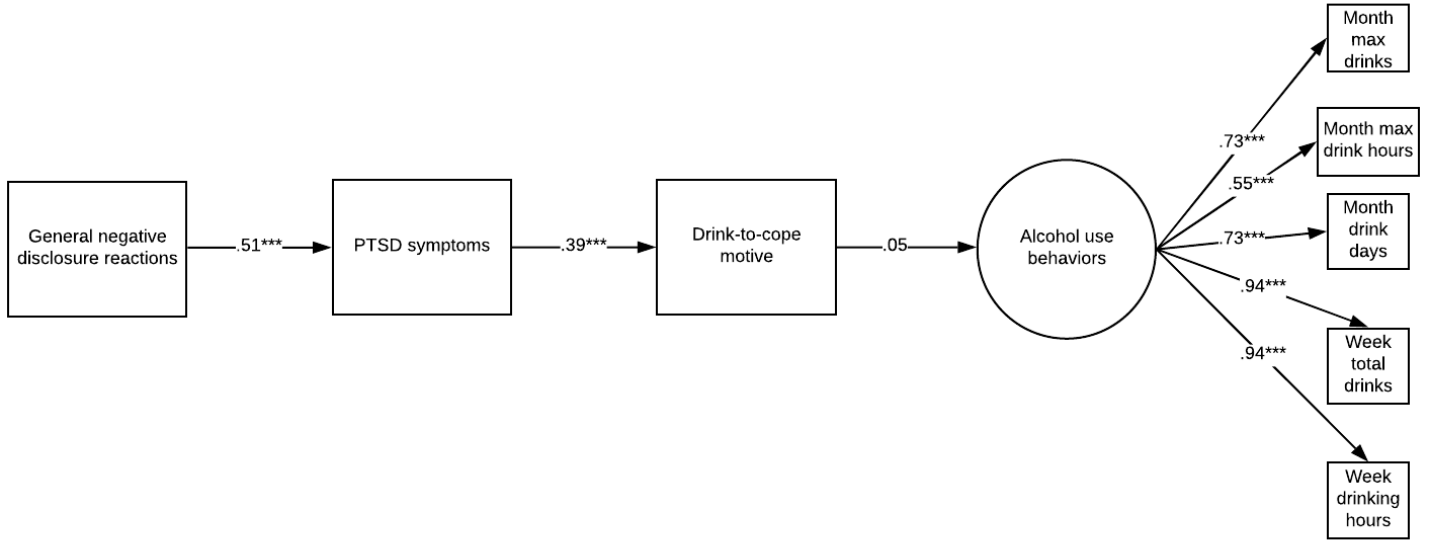 General negative
disclosure reactions
.51***
PTSD symptoms
.39***
Drink-to-cope
motive
.05
Alcohol use
behaviors
.73***
Month
max
drinks
.55***
Month max
drink hours
.73***
Month
drink
days
.94***
Week
total
drinks
.94***
Week
drinking
hours